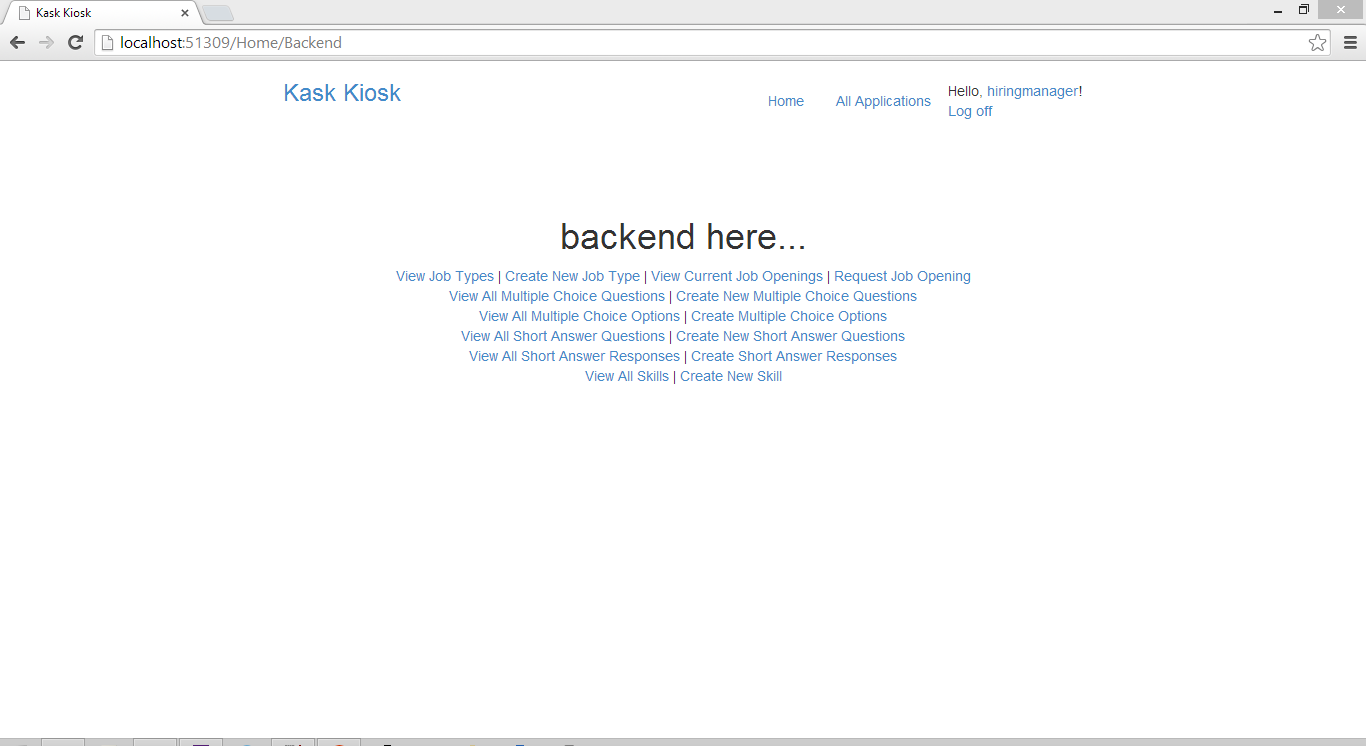 Kask Kiosk
localhost:51309/Home/Backend
Kask Kiosk
Home
All Applications
Hello, hiringmanager!
Log off
backend here...
View Job Types | Create New Job Type | View Current Job Openings | Request Job Opening
View All Multiple Choice Questions | Create New Multiple Choice Questions
View All Multiple Choice Options | Create Multiple Choice Options
View All Short Answer Questions | Create New Short Answer Questions
View All Short Answer Responses | Create Short Answer Responses
View All Skills | Create New Skill